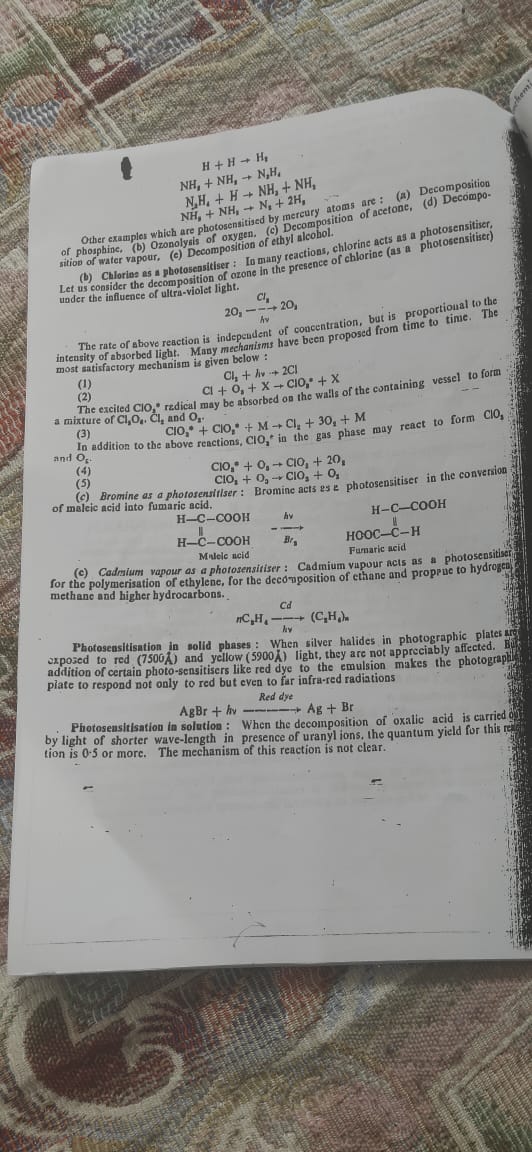 H + H → H₂
NH₂ + NH₂ → N₂H₄
N₂H₄ + H → NH₂ + NH₃
NH₂ + NH₂ → N₂ + 2H₂
Other examples which are photosensitised by mercury atoms are : (a) Decomposition
of phosphine, (b) Ozonolysis of oxygen, (c) Decomposition of acetone, (d) Decompo-
sition of water vapour, (e) Decomposition of ethyl alcohol.
(b) Chlorine as a photosensitiser : In many reactions, chlorine acts as a photosensitiser,
Let us consider the decomposition of ozone in the presence of chlorine (as a photosensitiser)
under the influence of ultra-violet light.
Cl₂
2O₃ ---→ 2O₃
hv
The rate of above reaction is independent of concentration, but is proportional to the
intensity of absorbed light. Many mechanisms have been proposed from time to time. The
most satisfactory mechanism is given below :
(1) Cl₂ + hv → 2Cl
(2) Cl + O₃ + X → ClO₃* + X
The excited ClO₃* redical may be absorbed on the walls of the containing vessel to form
a mixture of Cl₂O₆, Cl₂ and O₂.
(3) ClO₃* + ClO₃* + M → Cl₂ + 3O₂ + M
In addition to the above reactions, ClO₃* in the gas phase may react to form ClO₂
and O₂.
(4) ClO₃* + O₃ → ClO₂ + 2O₂
(5) ClO₂ + O₃ → ClO₃ + O₂
(c) Bromine as a photosensitiser : Bromine acts as a photosensitiser in the conversion
of maleic acid into fumaric acid.
H—C—COOH hv H—C—COOH
|| ---→ ||
H—C—COOH Br₂ HOOC—C—H
Maleic acid Fumaric acid
(c) Cadmium vapour as a photosensitiser : Cadmium vapour acts as a photosensitiser
for the polymerisation of ethylene, for the decomposition of ethane and propane to hydrogen
methane and higher hydrocarbons.
Cd
nC₂H₄ ——→ (C₂H₄)ₙ
hv
Photosensitisation in solid phases : When silver halides in photographic plates are
exposed to red (7500Å) and yellow (5900Å) light, they are not appreciably affected. But
addition of certain photo-sensitisers like red dye to the emulsion makes the photographic
plate to respond not only to red but even to far infra-red radiations
Red dye
AgBr + hv ————→ Ag + Br
Photosensitisation in solution : When the decomposition of oxalic acid is carried
by light of shorter wave-length in presence of uranyl ions, the quantum yield for this
tion is 0·5 or more. The mechanism of this reaction is not clear.